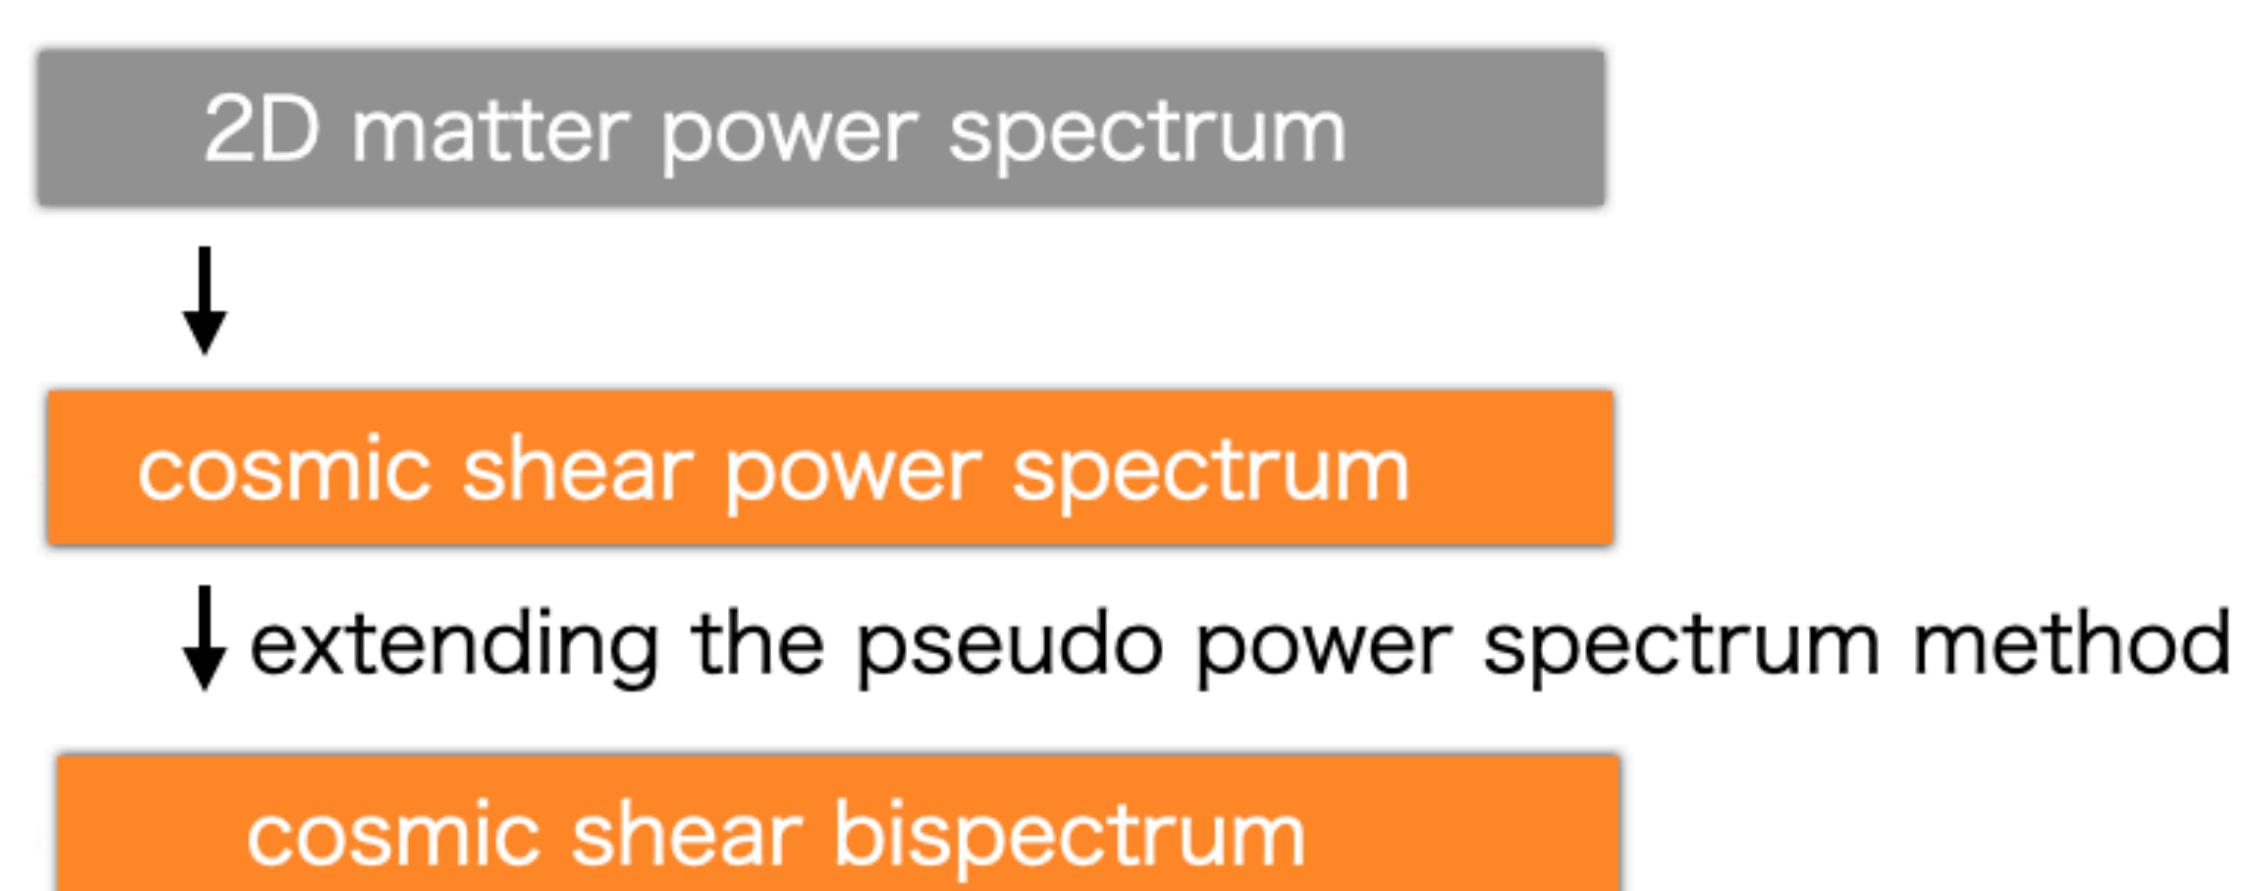 2D matter power spectrum
cosmic shear power spectrum
extending the pseudo power spectrum method
cosmic shear bispectrum